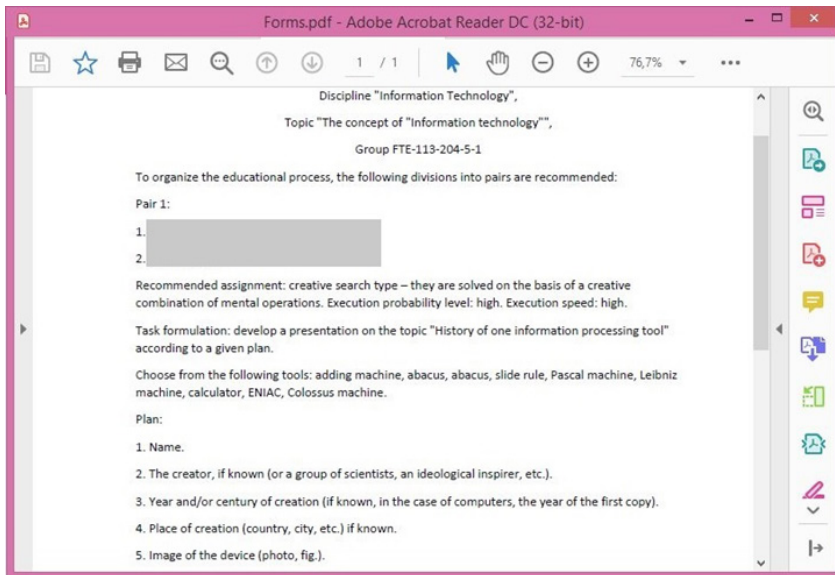 Forms.pdf - Adobe Acrobat Reader DC (32-bit)
1 / 1
76,7%
Discipline "Information Technology",
Topic "The concept of "Information technology"",
Group FTE-113-204-5-1
To organize the educational process, the following divisions into pairs are recommended:
Pair 1:
1.
2.
Recommended assignment: creative search type – they are solved on the basis of a creative
combination of mental operations. Execution probability level: high. Execution speed: high.
Task formulation: develop a presentation on the topic "History of one information processing tool"
according to a given plan.
Choose from the following tools: adding machine, abacus, abacus, slide rule, Pascal machine, Leibniz
machine, calculator, ENIAC, Colossus machine.
Plan:
1. Name.
2. The creator, if known (or a group of scientists, an ideological inspirer, etc.).
3. Year and/or century of creation (if known, in the case of computers, the year of the first copy).
4. Place of creation (country, city, etc.) if known.
5. Image of the device (photo, fig.).